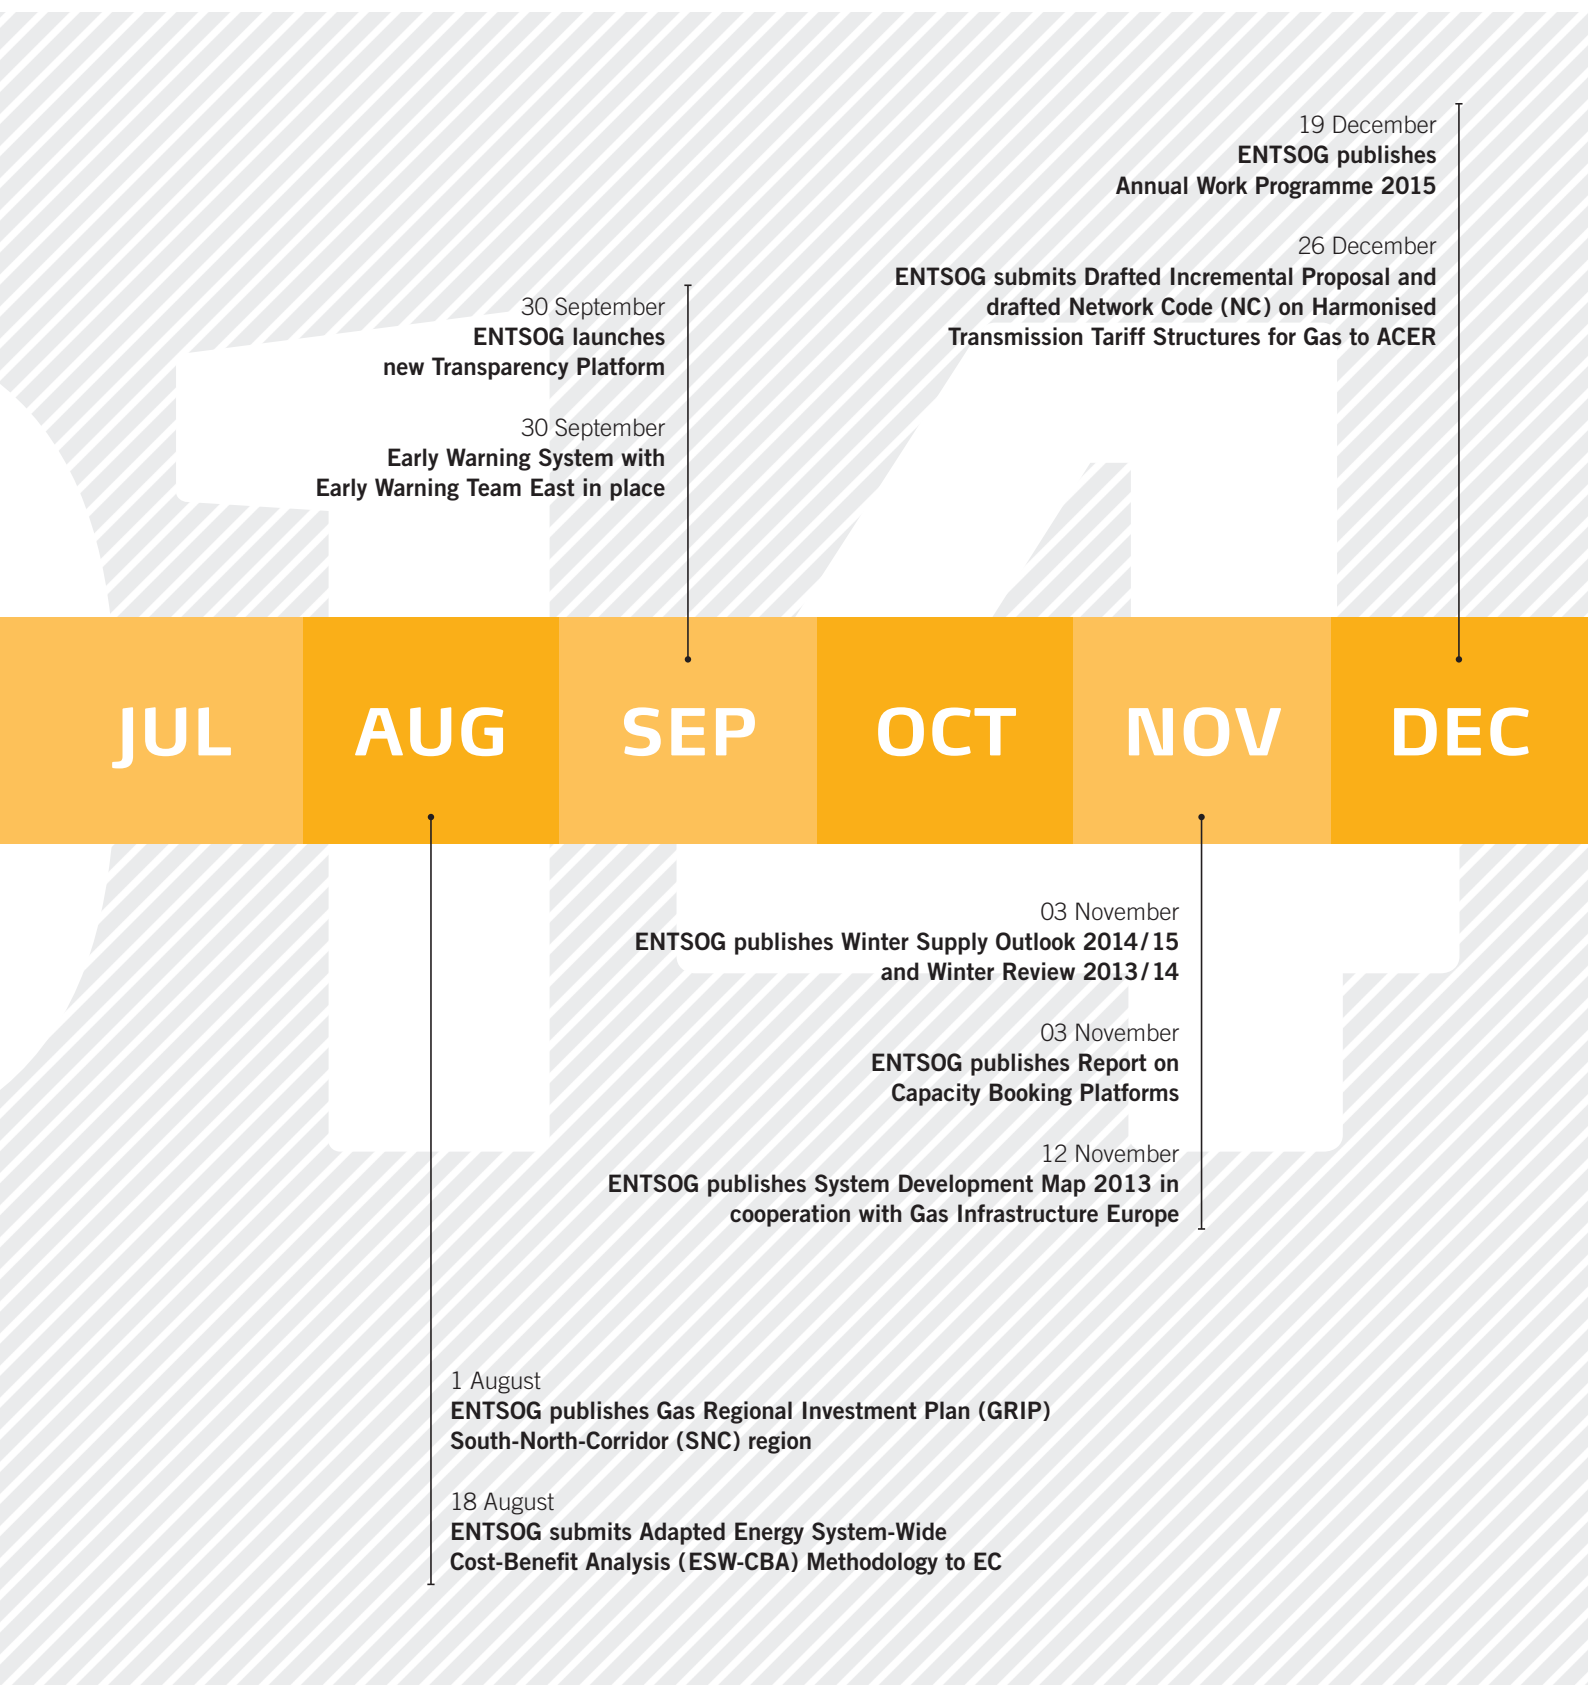 19 December
ENTSOG publishes
Annual Work Programme 2015
26 December
ENTSOG submits Drafted Incremental Proposal and
drafted Network Code (NC) on Harmonised
Transmission Tariff Structures for Gas to ACER
30 September
ENTSOG launches
new Transparency Platform
30 September
Early Warning System with
Early Warning Team East in place
JUL AUG SEP OCT NOV DEC
03 November
ENTSOG publishes Winter Supply Outlook 2014/15
and Winter Review 2013/14
03 November
ENTSOG publishes Report on
Capacity Booking Platforms
12 November
ENTSOG publishes System Development Map 2013 in
cooperation with Gas Infrastructure Europe
1 August
ENTSOG publishes Gas Regional Investment Plan (GRIP)
South-North-Corridor (SNC) region
18 August
ENTSOG submits Adapted Energy System-Wide
Cost-Benefit Analysis (ESW-CBA) Methodology to EC